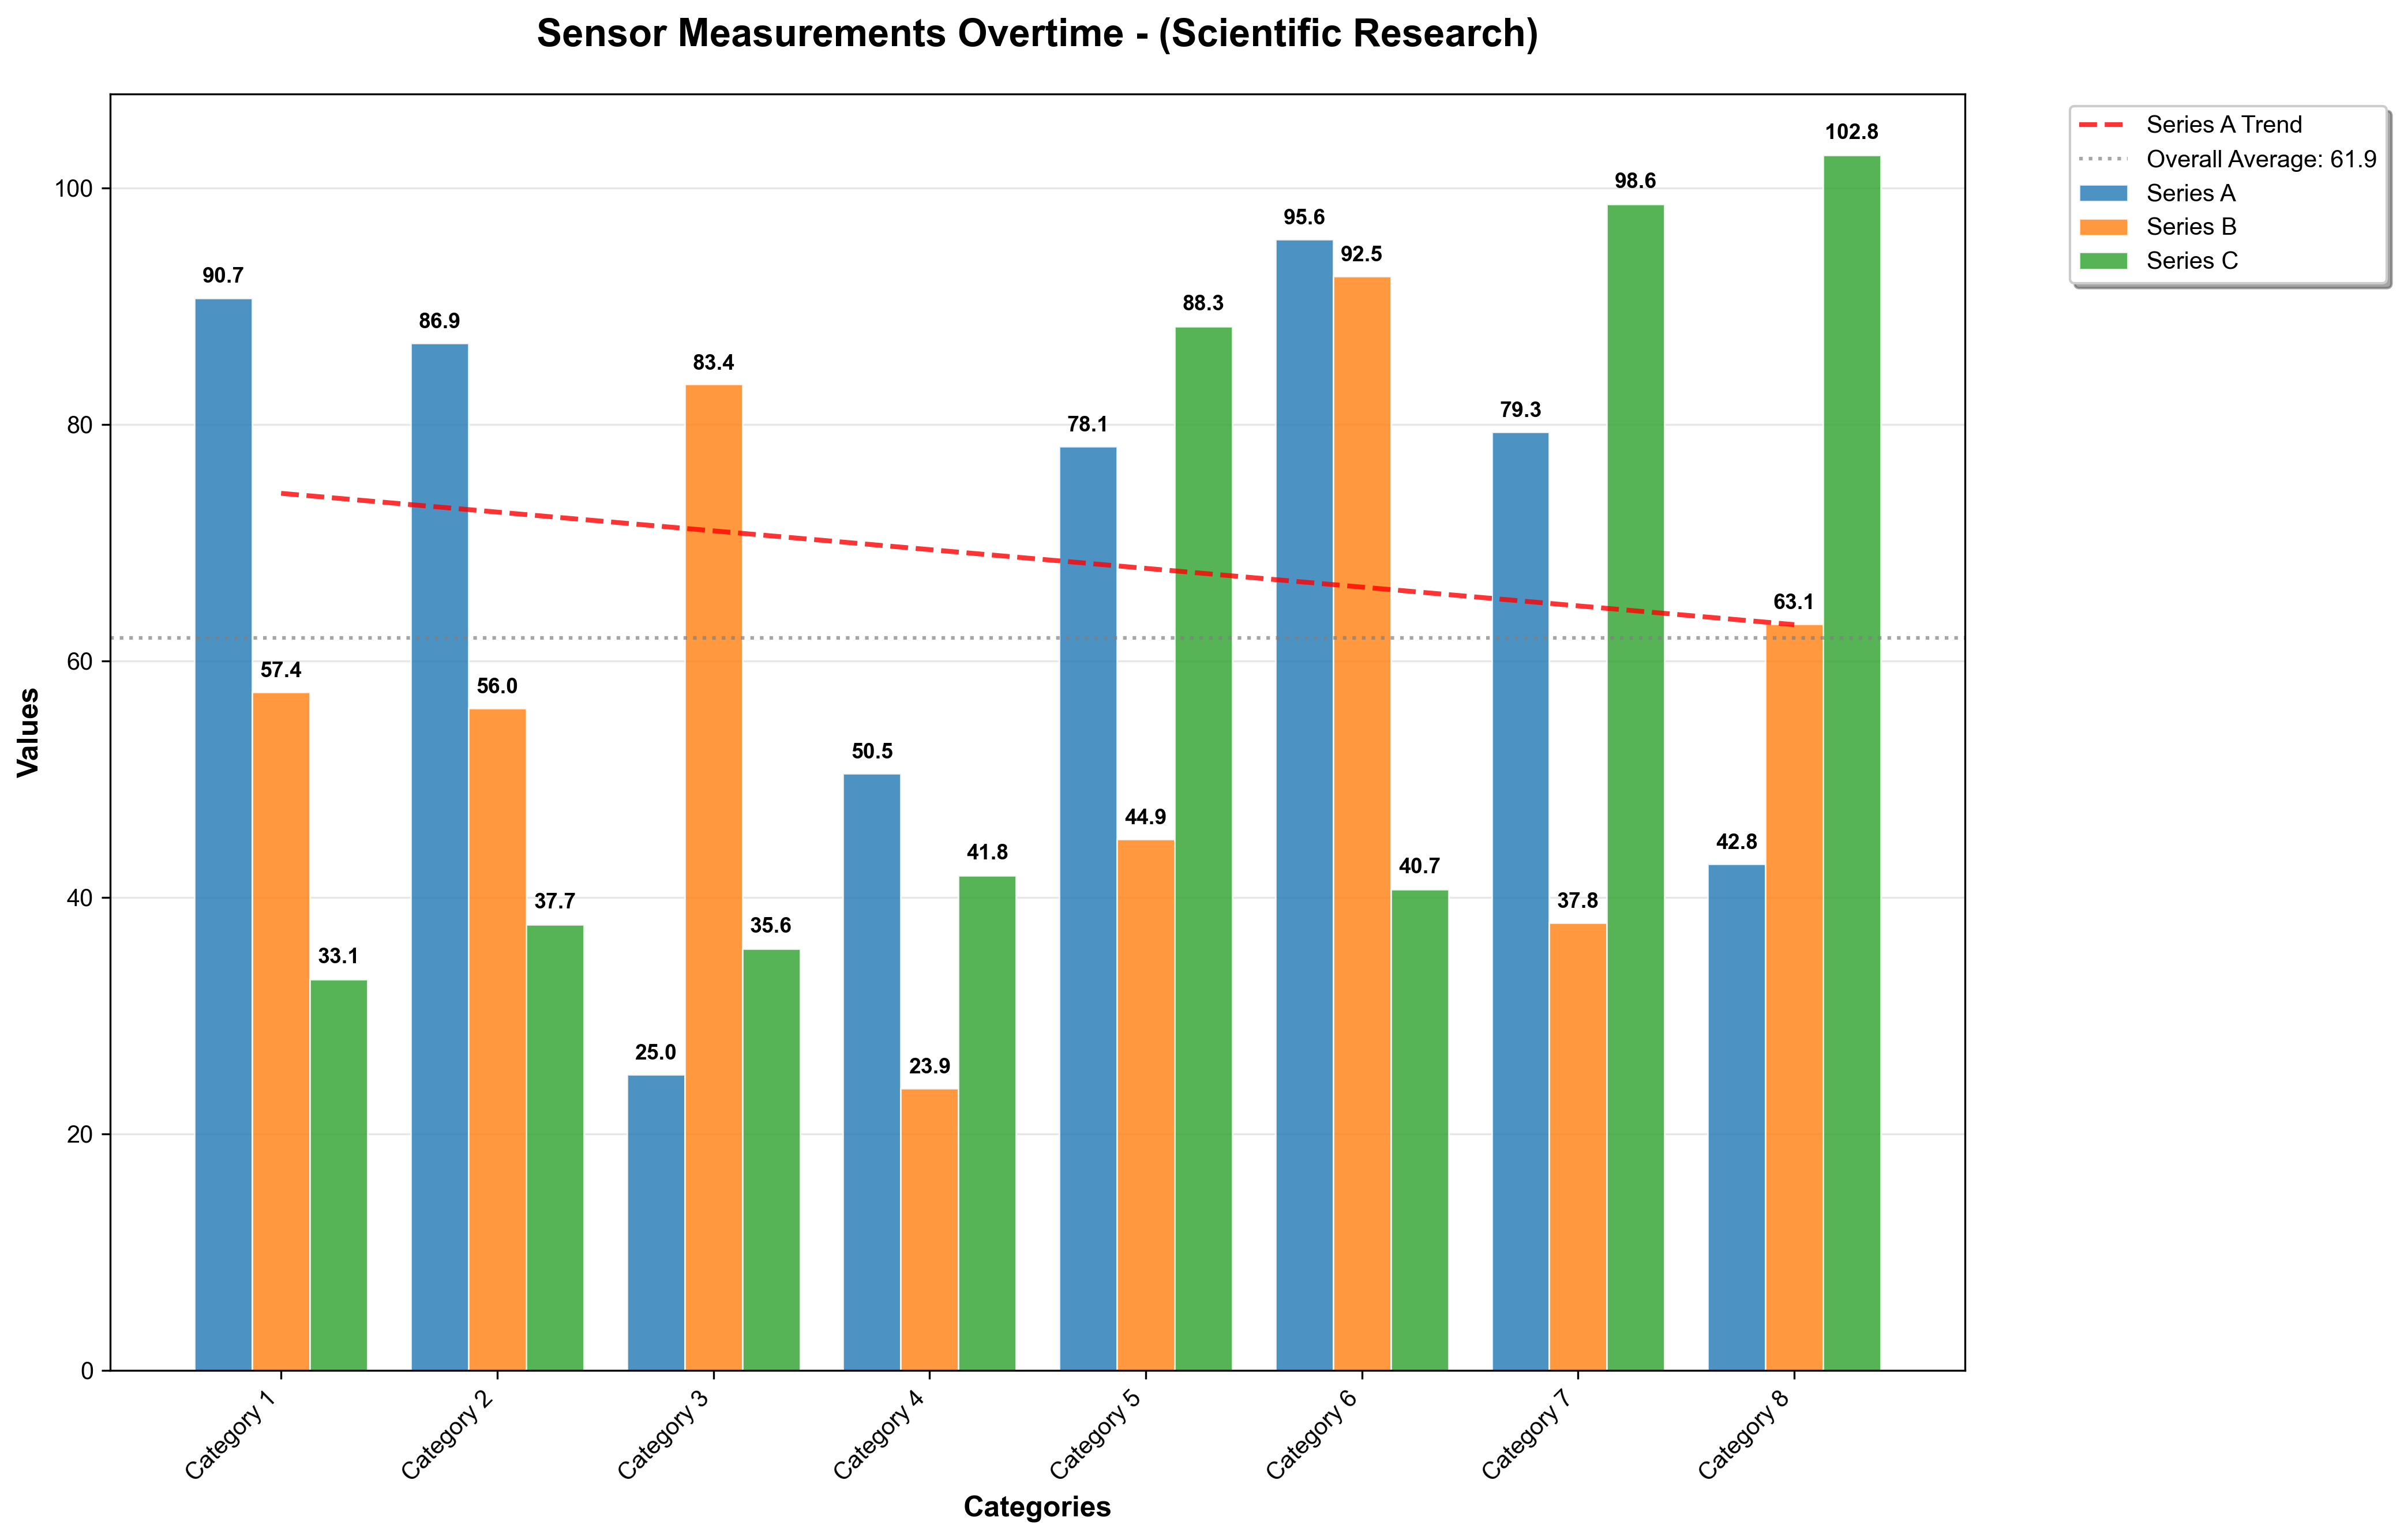 Sensor Measurements Overtime - (Scientific Research)
Series A Trend
Overall Average: 61.9
Series A
Series B
Series C
Values
100
80
60
40
20
0
90.7
57.4
33.1
86.9
56.0
37.7
25.0
83.4
35.6
50.5
23.9
41.8
78.1
44.9
88.3
95.6
92.5
40.7
79.3
37.8
98.6
42.8
63.1
102.8
Category 1
Category 2
Category 3
Category 4
Category 5
Category 6
Category 7
Category 8
Categories